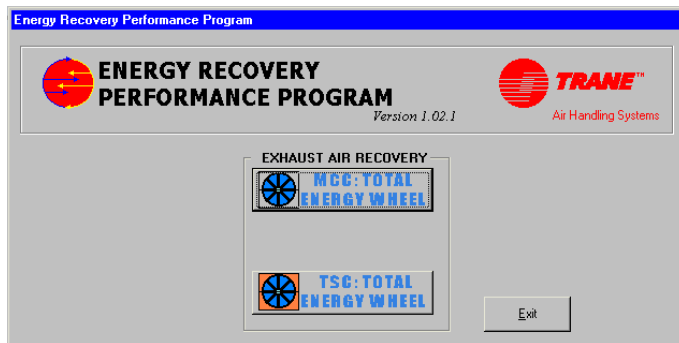 Energy Recovery Performance Program
ENERGY RECOVERY
PERFORMANCE PROGRAM
Version 1.02.1
TRANE™
Air Handling Systems
EXHAUST AIR RECOVERY
MCC: TOTAL
ENERGY WHEEL
TSC: TOTAL
ENERGY WHEEL
Exit